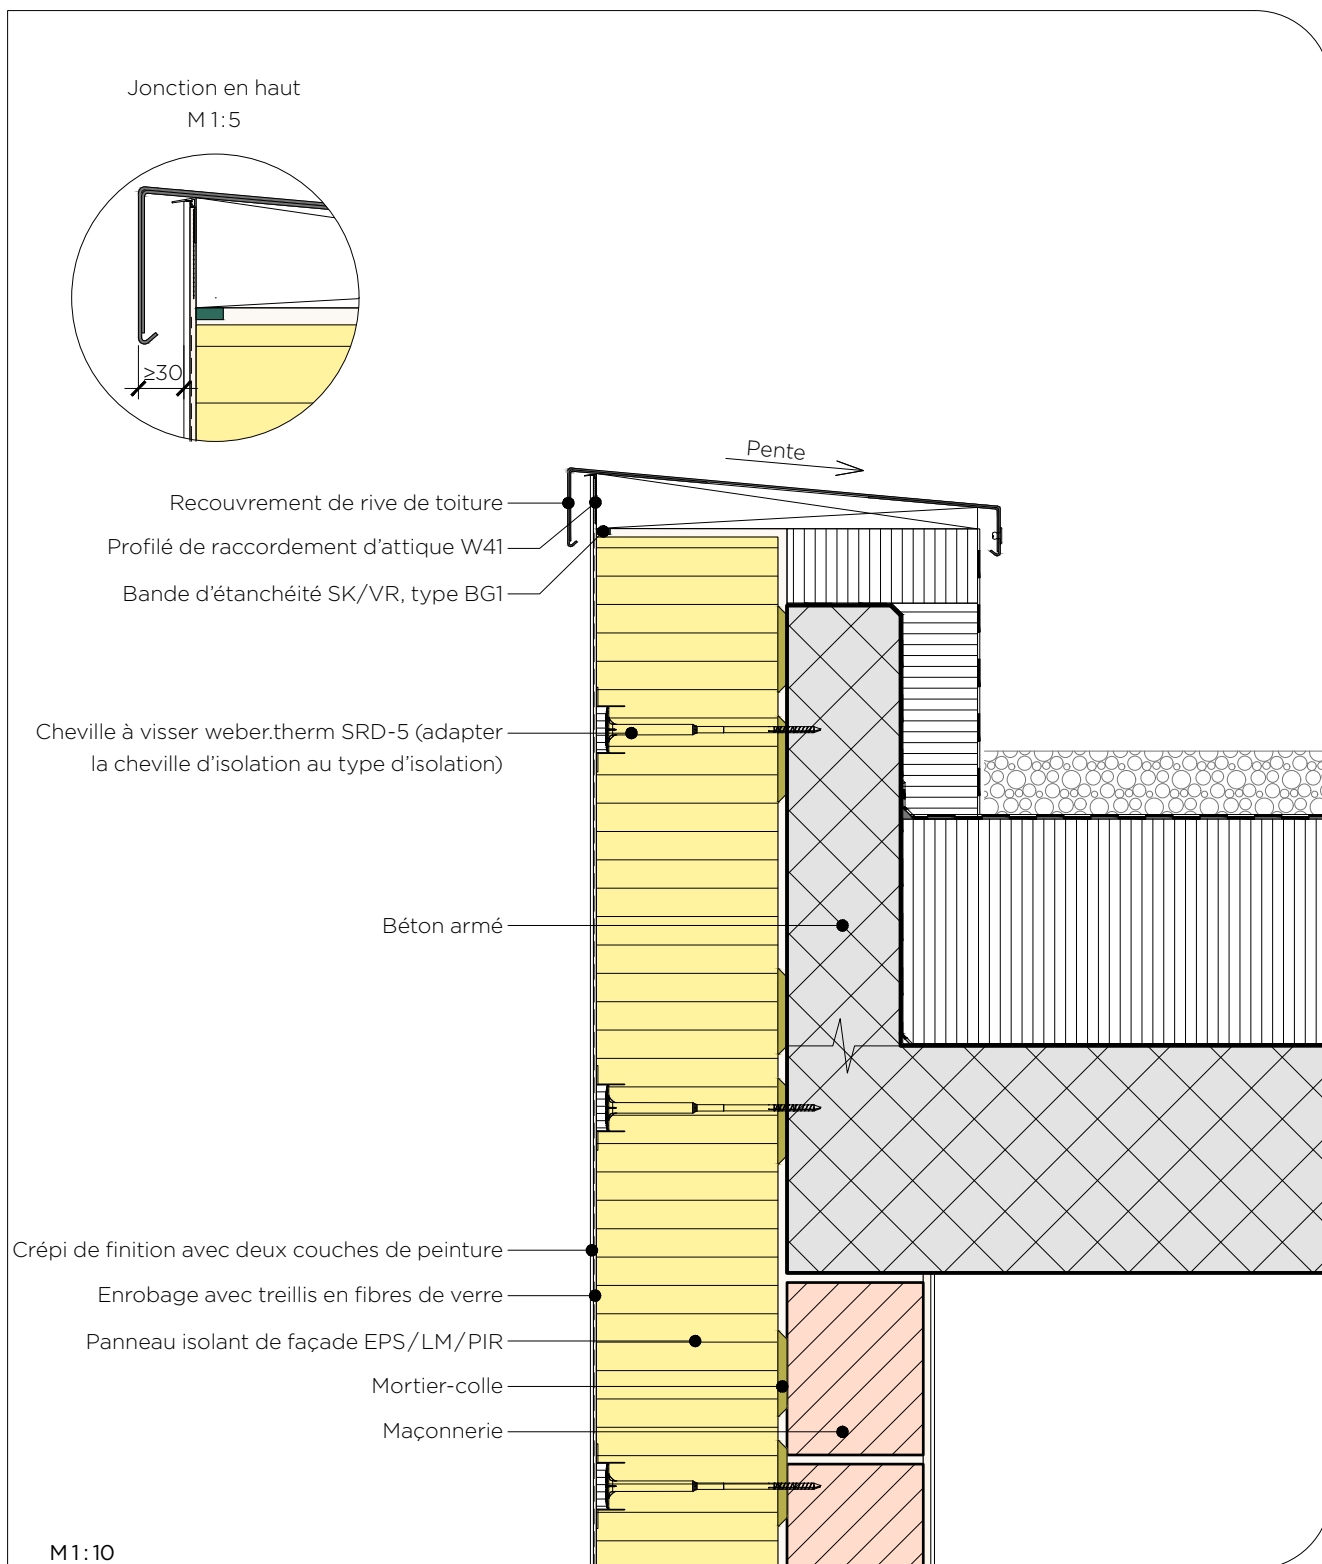 Jonction en haut
M 1:5
≥30
Pente
Recouvrement de rive de toiture
Profilé de raccordement d’attique W41
Bande d’étanchéité SK/VR, type BG1
Cheville à visser weber.therm SRD-5 (adapter
la cheville d’isolation au type d’isolation)
Béton armé
Crépi de finition avec deux couches de peinture
Enrobage avec treillis en fibres de verre
Panneau isolant de façade EPS/LM/PIR
Mortier-colle
Maçonnerie
M 1:10